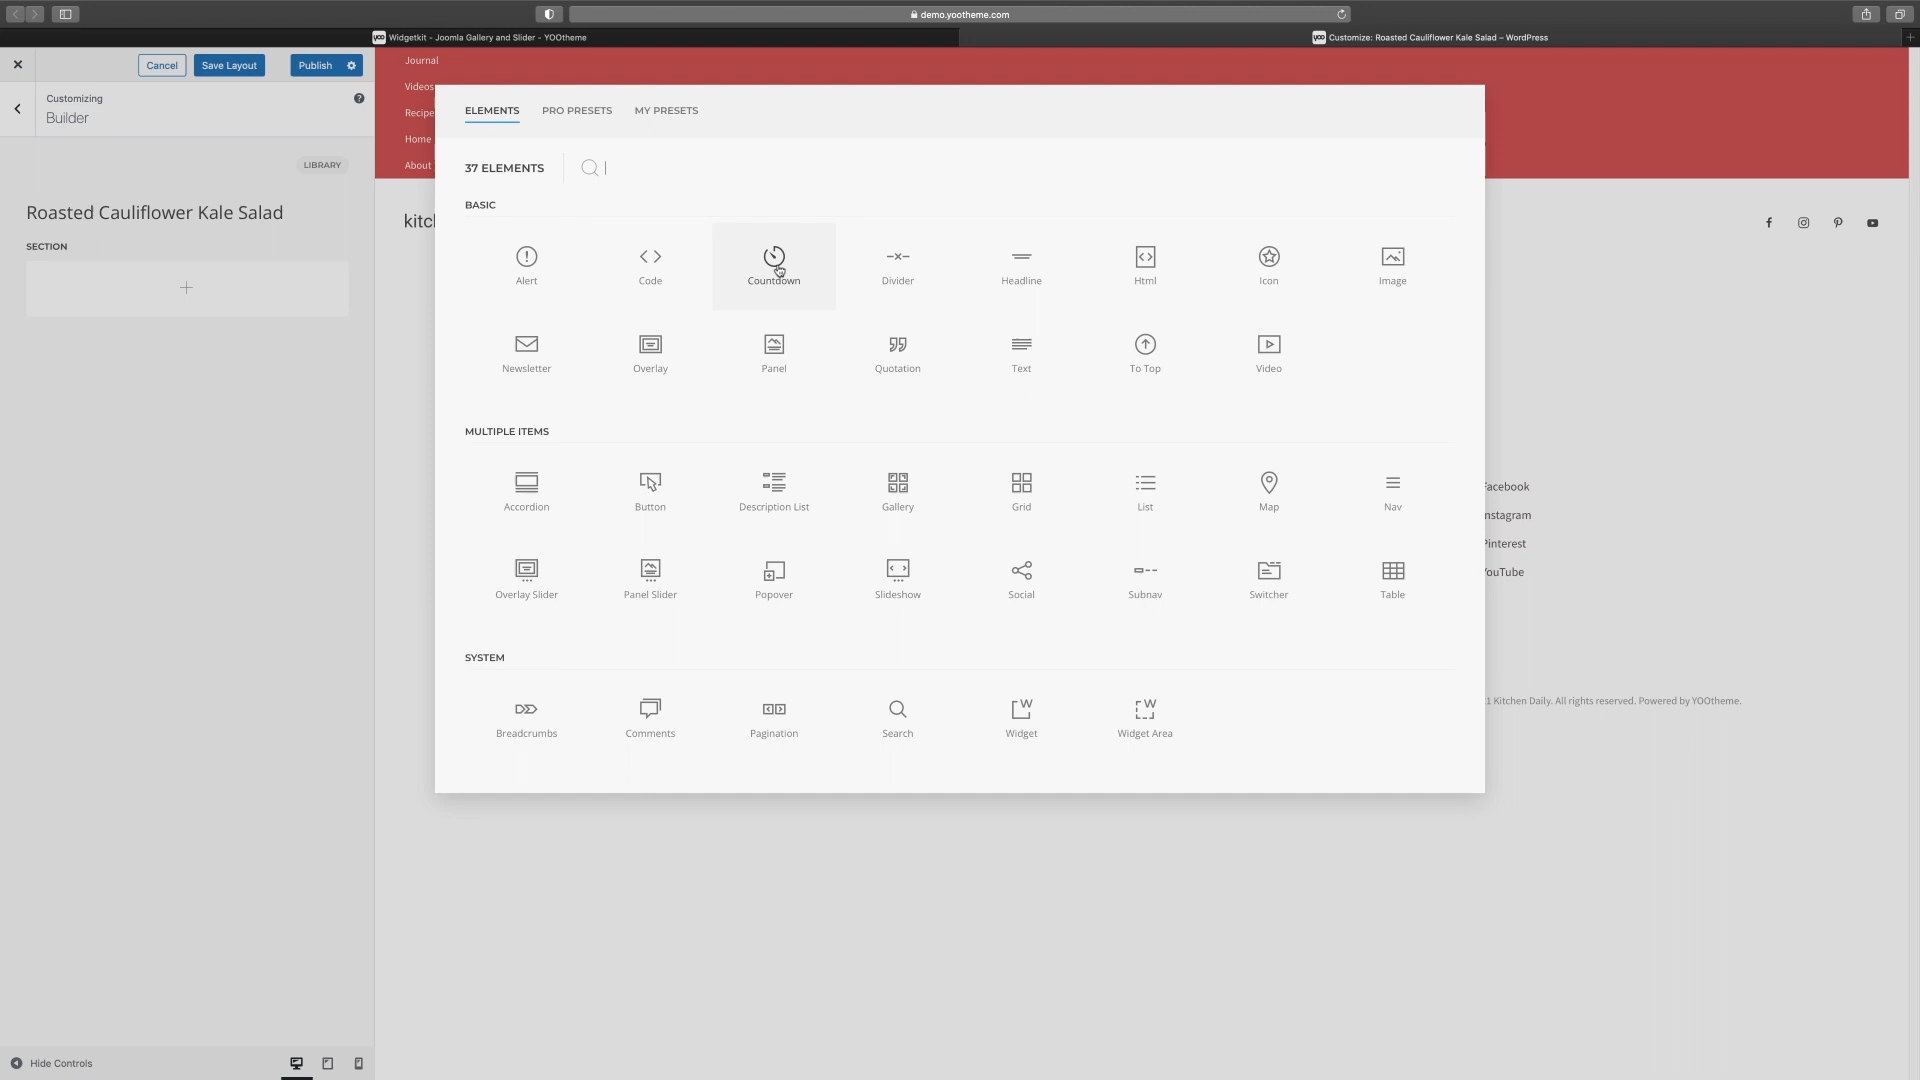 demo.yootheme.com
Widgetkit - Joomla Gallery and Slider - YOOtheme
Customize: Roasted Cauliflower Kale Salad – WordPress
Cancel
Save Layout
Publish
Customizing
Builder
LIBRARY
Roasted Cauliflower Kale Salad
SECTION
Journal
Videos
Recipe
Home
About
kitc
ELEMENTS
PRO PRESETS
MY PRESETS
37 ELEMENTS
BASIC
Alert
Code
Countdown
Divider
Headline
Html
Icon
Image
Newsletter
Overlay
Panel
Quotation
Text
To Top
Video
MULTIPLE ITEMS
Accordion
Button
Description List
Gallery
Grid
List
Map
Nav
Overlay Slider
Panel Slider
Popover
Slideshow
Social
Subnav
Switcher
Table
SYSTEM
Breadcrumbs
Comments
Pagination
Search
Widget
Widget Area
Facebook
nstagram
Pinterest
YouTube
1 Kitchen Daily. All rights reserved. Powered by YOOtheme.
Hide Controls